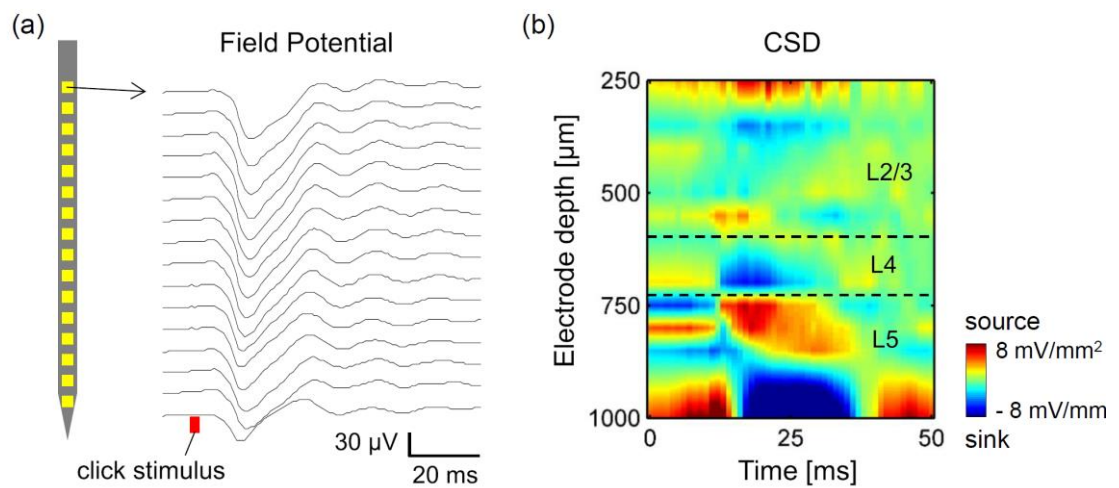 (a)
Field Potential
click stimulus
30 µV
20 ms
(b)
CSD
250
500
750
1000
Electrode depth [µm]
L2/3
L4
L5
0
25
50
Time [ms]
source
8 mV/mm²
- 8 mV/mm
sink